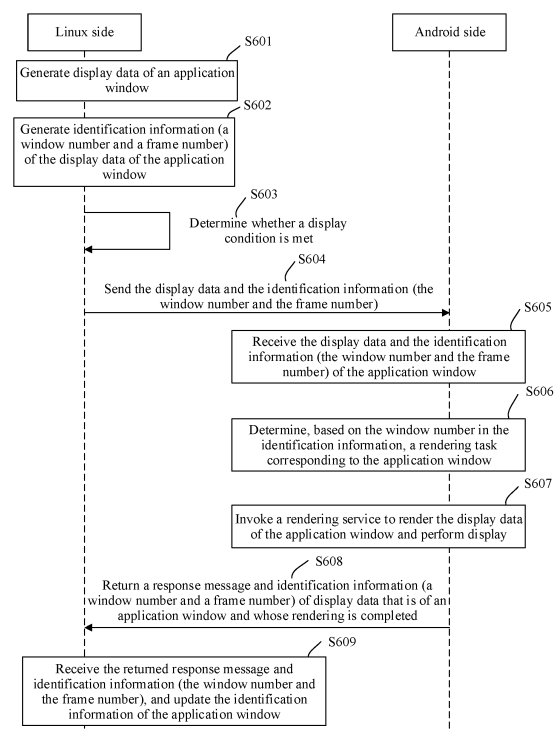 Linux side
Android side
S601
Generate display data of an application
window
S602
Generate identification information (a
window number and a frame number)
of the display data of the application
window
S603
Determine whether a display
condition is met
S604
Send the display data and the identification information (the
window number and the frame number)
S605
Receive the display data and the identification
information (the window number and the frame
number) of the application window
S606
Determine, based on the window number in the
identification information, a rendering task
corresponding to the application window
S607
Invoke a rendering service to render the display data
of the application window and perform display
S608
Return a response message and identification information (a
window number and a frame number) of display data that is of an
application window and whose rendering is completed
S609
Receive the returned response message and
identification information (the window number and
the frame number), and update the identification
information of the application window